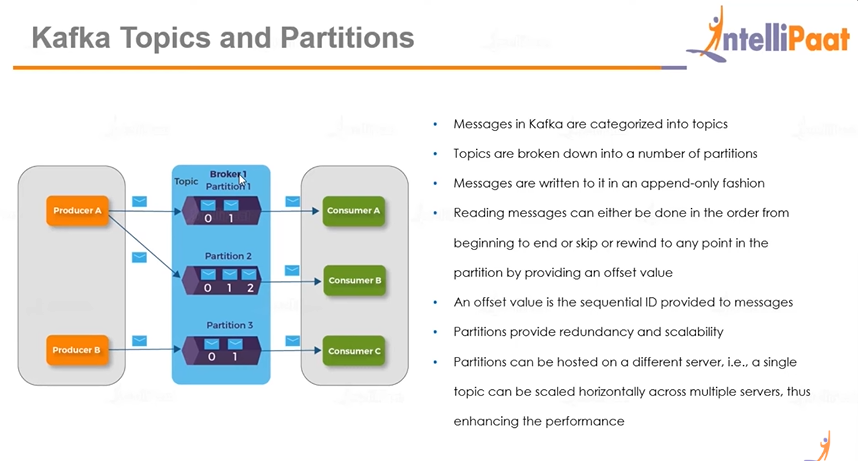 Kafka Topics and Partitions
IntelliPaat
Topic
Broker 1
Partition 1
Producer A
0 1
Consumer A
Partition 2
0 1 2
Consumer B
Partition 3
Producer B
0 1
Consumer C
• Messages in Kafka are categorized into topics
• Topics are broken down into a number of partitions
• Messages are written to it in an append-only fashion
• Reading messages can either be done in the order from
beginning to end or skip or rewind to any point in the
partition by providing an offset value
• An offset value is the sequential ID provided to messages
• Partitions provide redundancy and scalability
• Partitions can be hosted on a different server, i.e., a single
topic can be scaled horizontally across multiple servers, thus
enhancing the performance